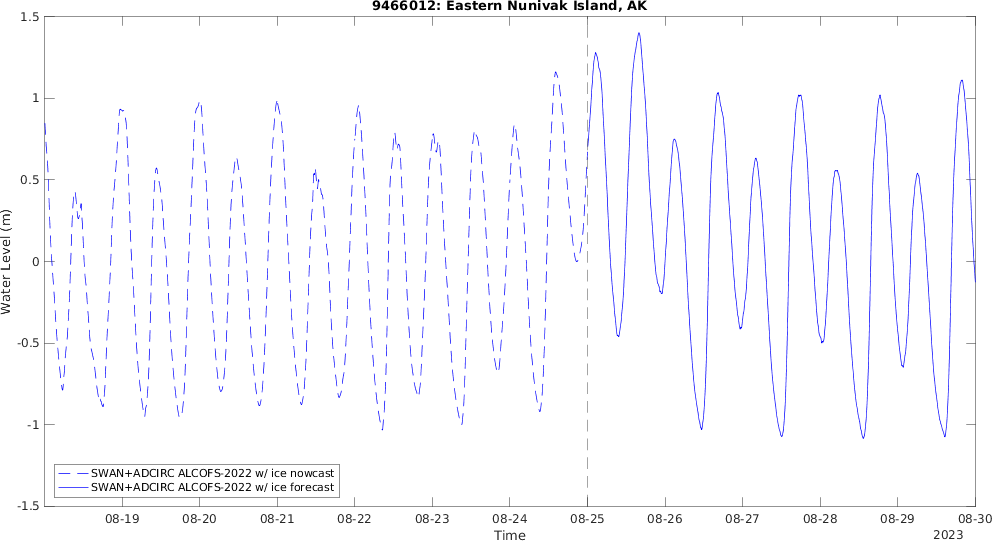 9466012: Eastern Nunivak Island, AK
1.5
1
0.5
0
-0.5
-1
-1.5
Water Level (m)
SWAN+ADCIRC ALCOFS-2022 w/ ice nowcast
SWAN+ADCIRC ALCOFS-2022 w/ ice forecast
08-19 08-20 08-21 08-22 08-23 08-24 08-25 08-26 08-27 08-28 08-29 08-30
Time
2023